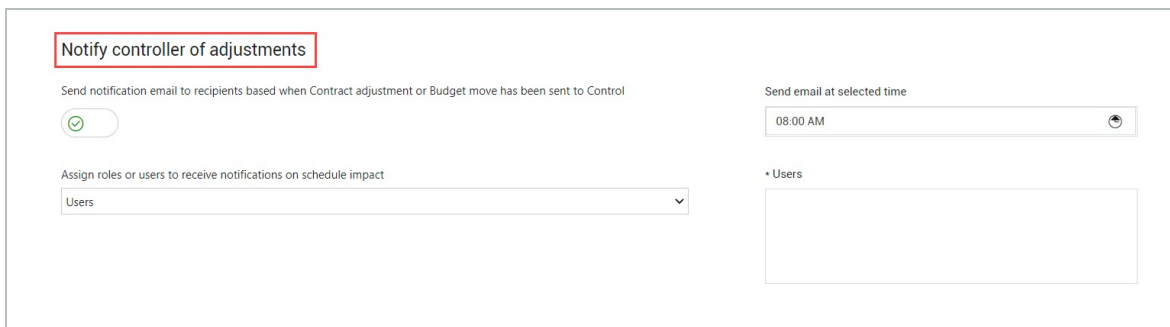 Notify controller of adjustments
Send notification email to recipients based when Contract adjustment or Budget move has been sent to Control
Send email at selected time
08:00 AM
Assign roles or users to receive notifications on schedule impact
* Users
Users